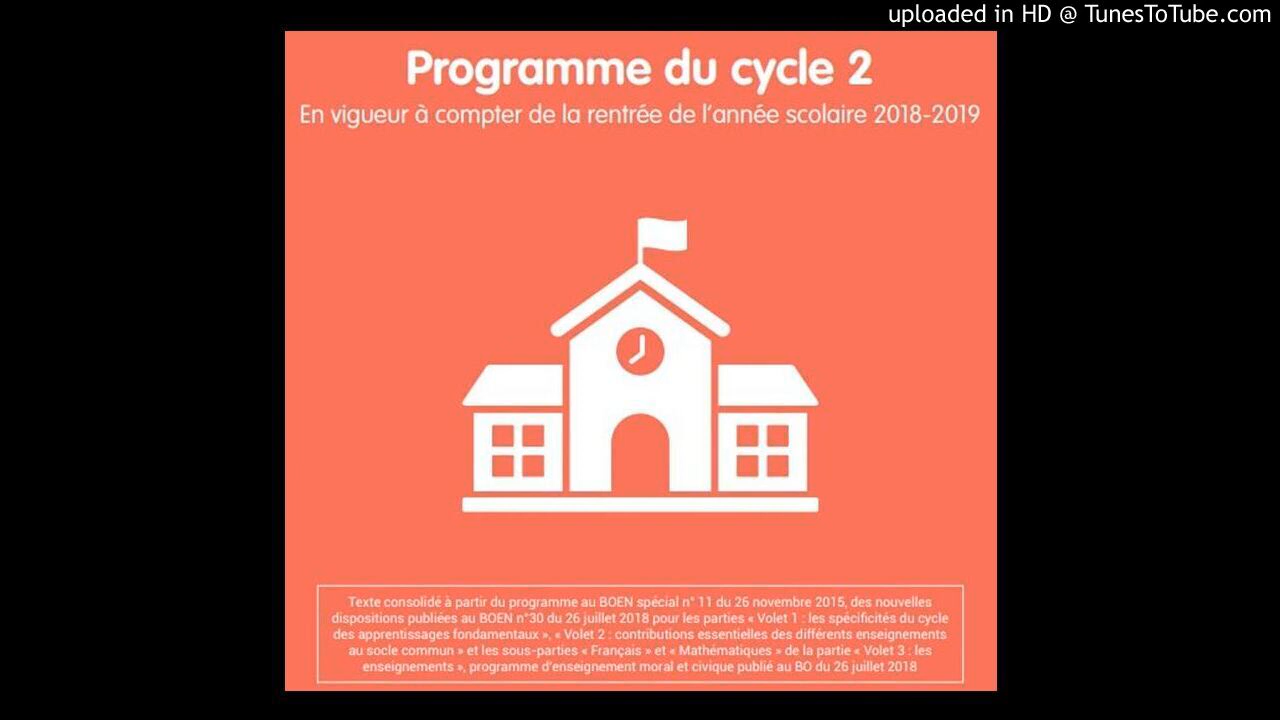 uploaded in HD @ TunesToTube.com
Programme du cycle 2
En vigueur à compter de la rentrée de l'année scolaire 2018-2019
Texte consolidé à partir du programme au BOEN spécial n° 11 du 26 novembre 2015, des nouvelles
dispositions publiées au BOEN n°30 du 26 juillet 2018 pour les parties « Volet 1 : les spécificités du cycle
des apprentissages fondamentaux », « Volet 2 : contributions essentielles des différents enseignements
au socle commun » et les sous-parties « Français » et « Mathématiques » de la partie « Volet 3 : les
enseignements », programme d'enseignement moral et civique publié au BO du 26 juillet 2018